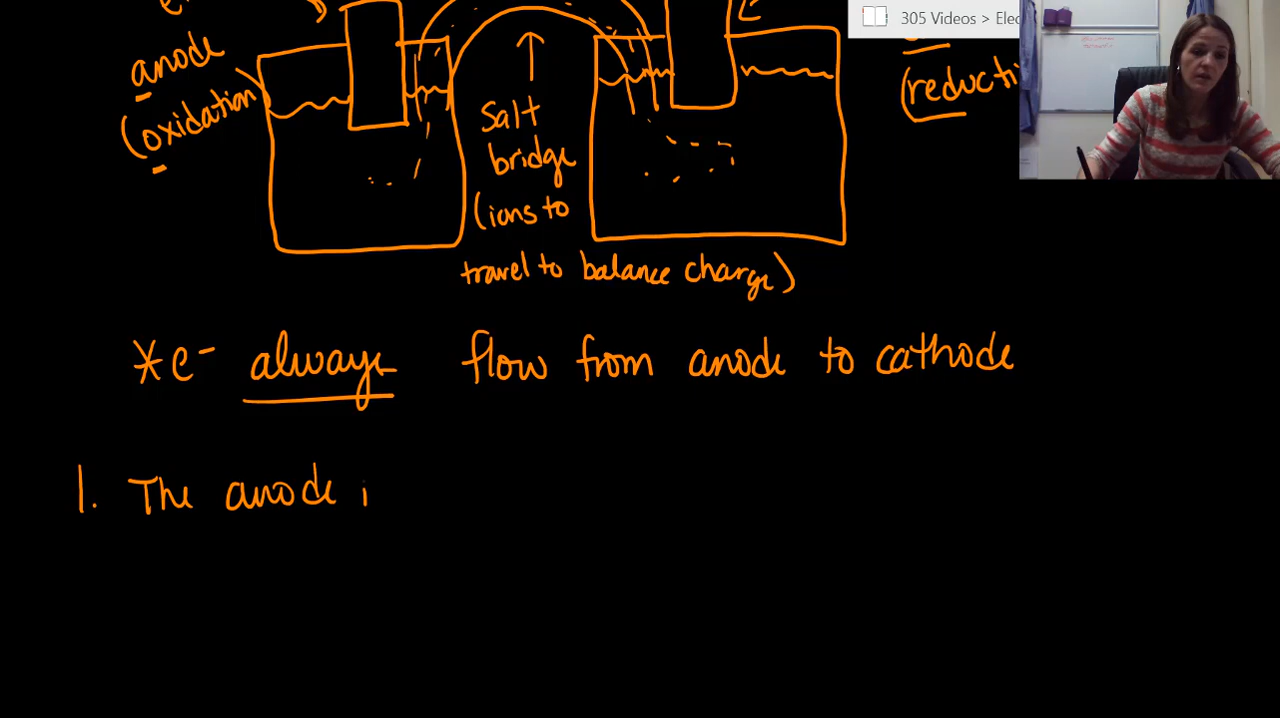 305 Videos > Elec
anode
(oxidation)
(reducti
Salt
bridge
(ions to
travel to balance charge)
*e⁻ always flow from anode to cathode
1. The anode i